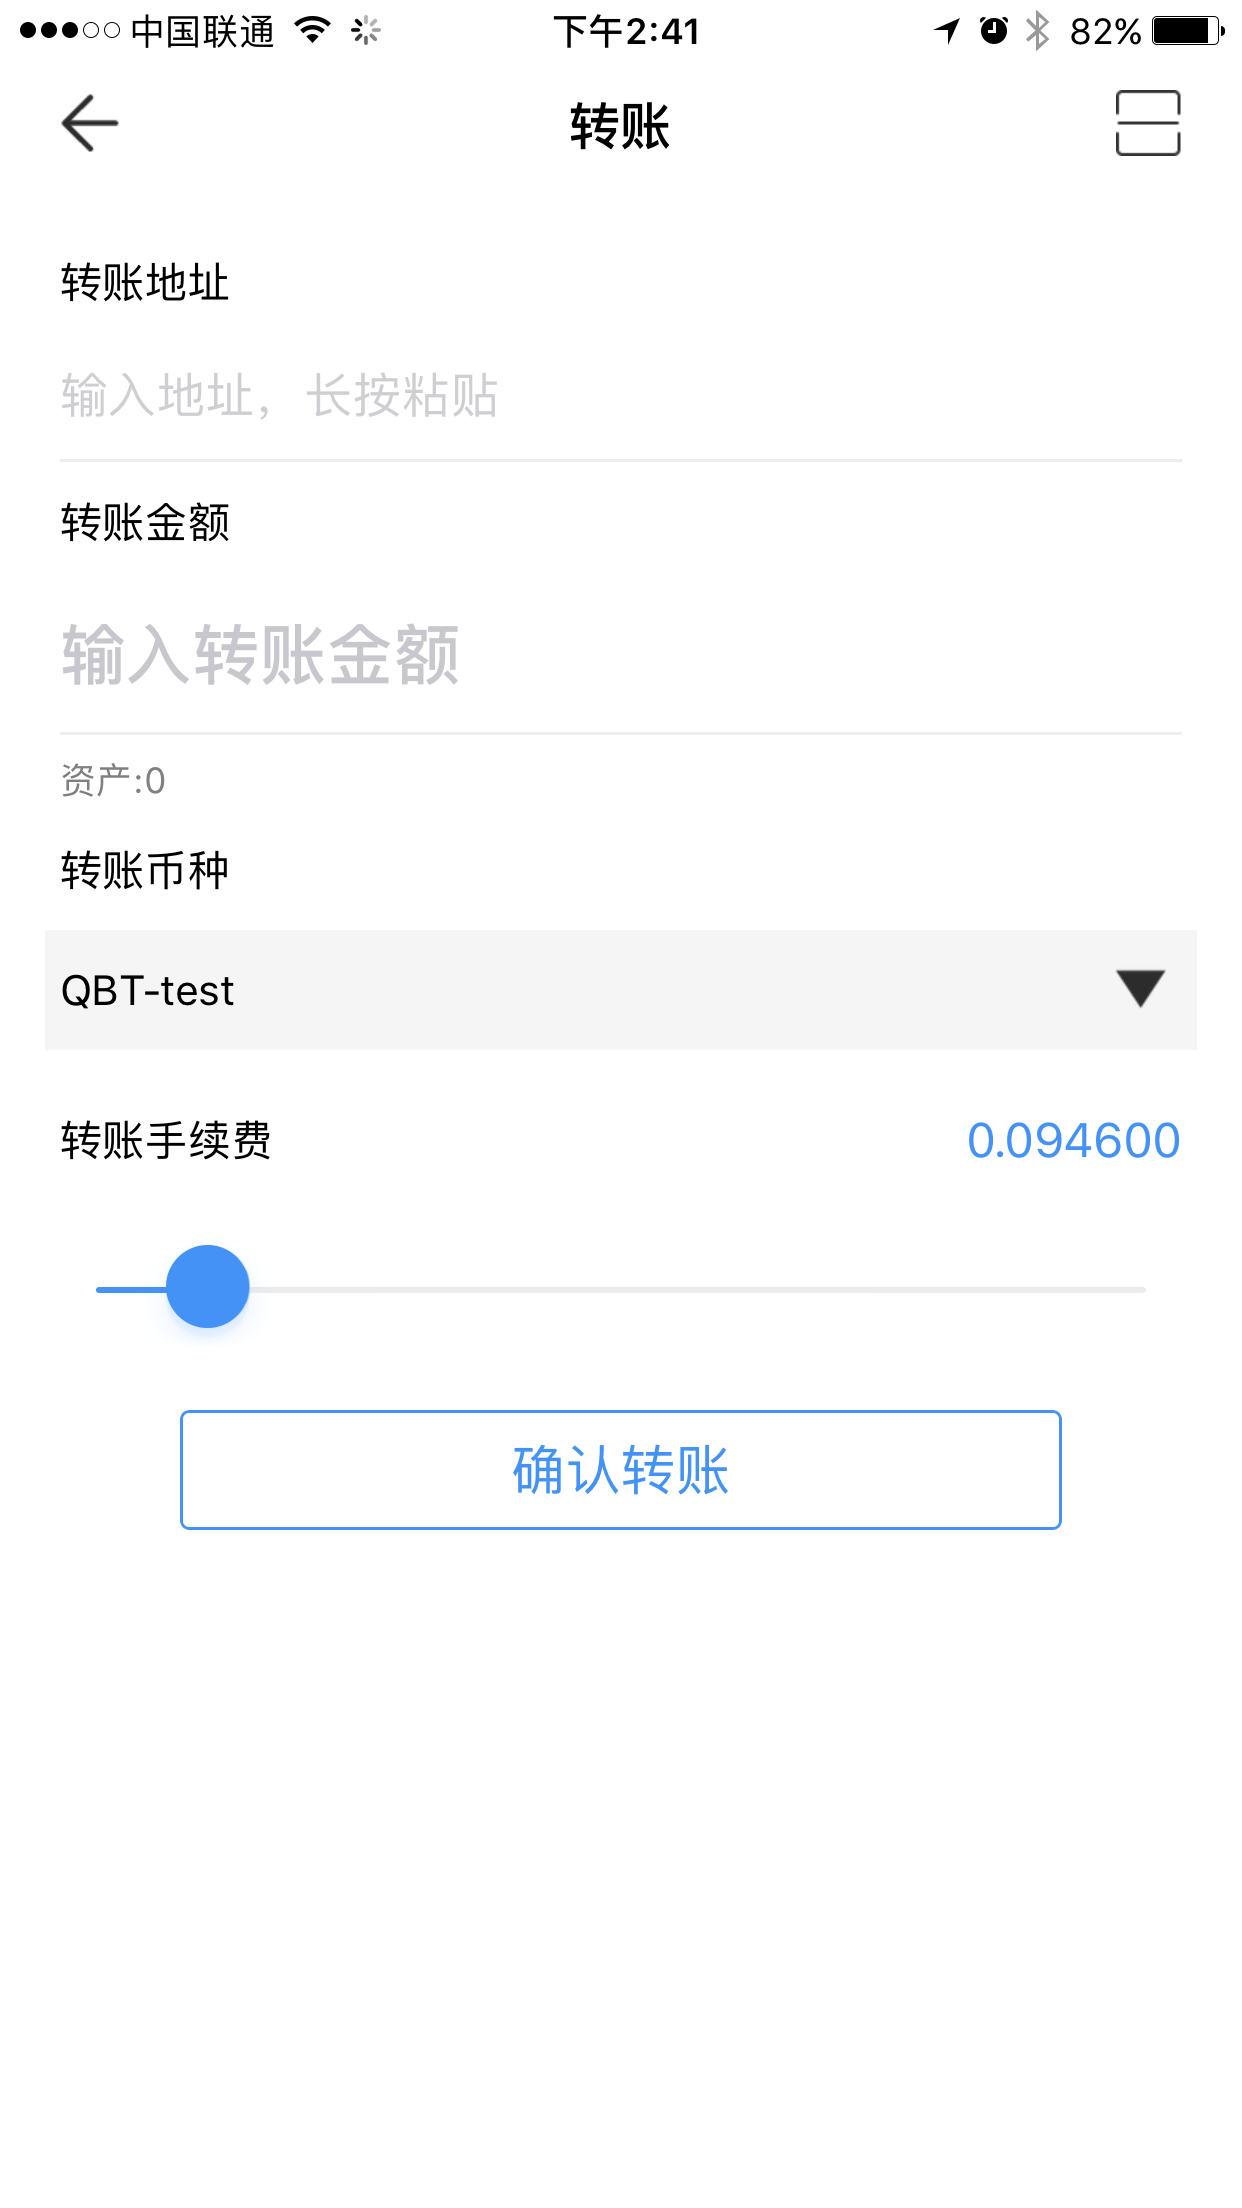 中国联通 下午2:41 82%
转账
转账地址
输入地址，长按粘贴
转账金额
输入转账金额
资产:0
转账币种
QBT-test
转账手续费 0.094600
确认转账